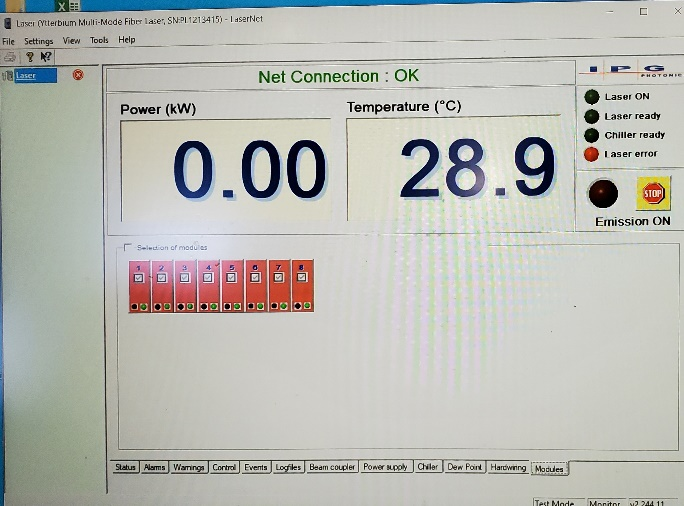 Laser (Ytterbium Multi-Mode Fiber Laser, SN:PL1213415) - LaserNet
File Settings View Tools Help
Laser
Net Connection : OK
IPG
PHOTONICS
Power (kW)
0.00
Temperature (°C)
28.9
Laser ON
Laser ready
Chiller ready
Laser error
STOP
Emission ON
Selection of modules
1 2 3 4 5 6 7 8
Status Alarms Warnings Control Events Logfiles Beam coupler Power supply Chiller Dew Point Hardwiring Modules
Test Mode Monitor v2.244.11